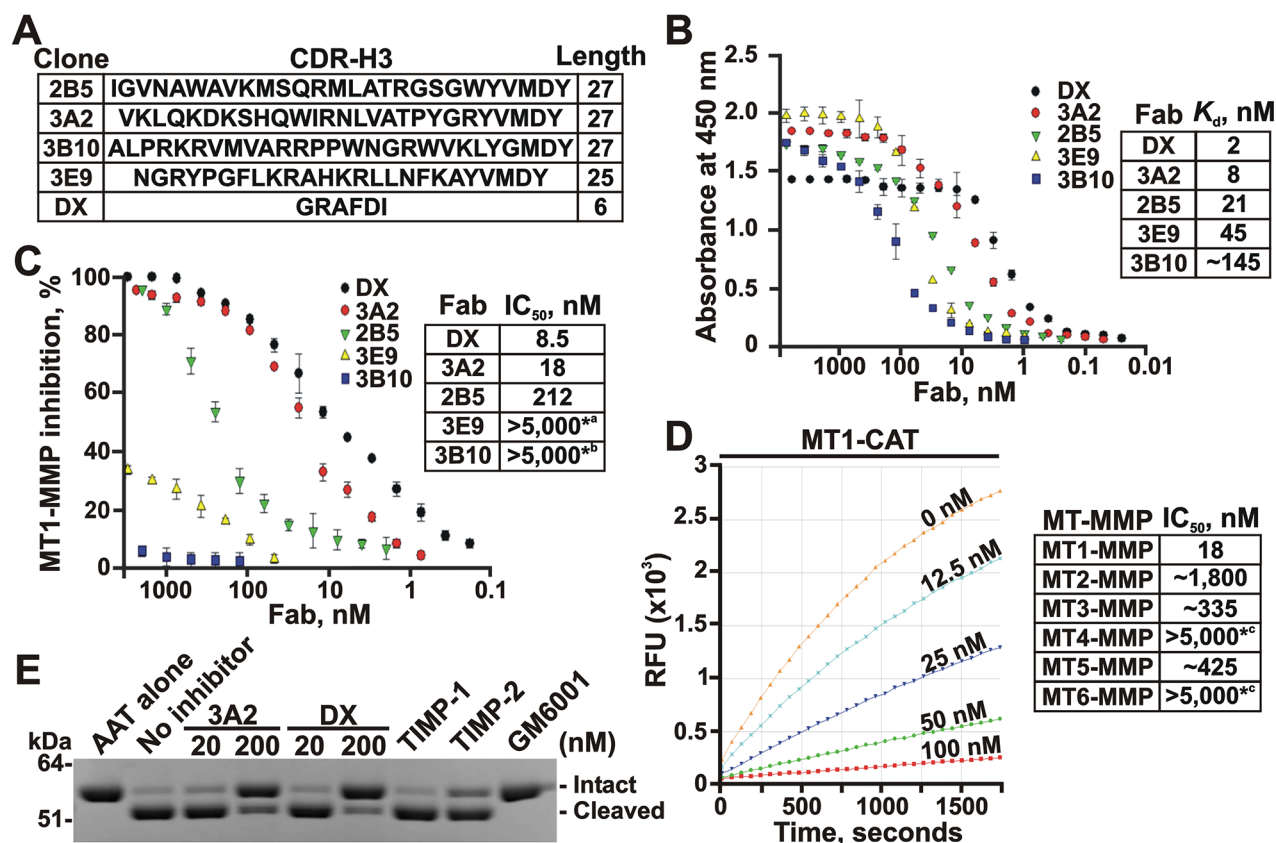 A
Clone CDR-H3 Length
2B5 IGVNAWAVKMSQRMLATRGSGWYVMDY 27
3A2 VKLQKDKSHQWIRNLVATPYGRYVMDY 27
3B10 ALPRKRVMVARRPPWNGRWVKLYGMDY 27
3E9 NGRYPGFLKRAHKRLLNFKAYVMDY 25
DX GRAFDI 6
B
Absorbance at 450 nm
2.5
2.0
1.5
1.0
0.5
0
1000 100 10 1 0.1 0.01
Fab, nM
DX
3A2
2B5
3E9
3B10
Fab Kd, nM
DX 2
3A2 8
2B5 21
3E9 45
3B10 ~145
C
MT1-MMP inhibition, %
100
80
60
40
20
0
1000 100 10 1 0.1
Fab, nM
DX
3A2
2B5
3E9
3B10
Fab IC50, nM
DX 8.5
3A2 18
2B5 212
3E9 >5,000*a
3B10 >5,000*b
D
MT1-CAT
RFU (x10³)
3
2.5
2
1.5
1
0.5
0
0 nM
12.5 nM
25 nM
50 nM
100 nM
0 500 1000 1500
Time, seconds
MT-MMP IC50, nM
MT1-MMP 18
MT2-MMP ~1,800
MT3-MMP ~335
MT4-MMP >5,000*c
MT5-MMP ~425
MT6-MMP >5,000*c
E
AAT alone
No inhibitor
3A2
DX
TIMP-1
TIMP-2
GM6001
20 200 20 200 (nM)
kDa
64-
51-
- Intact
- Cleaved